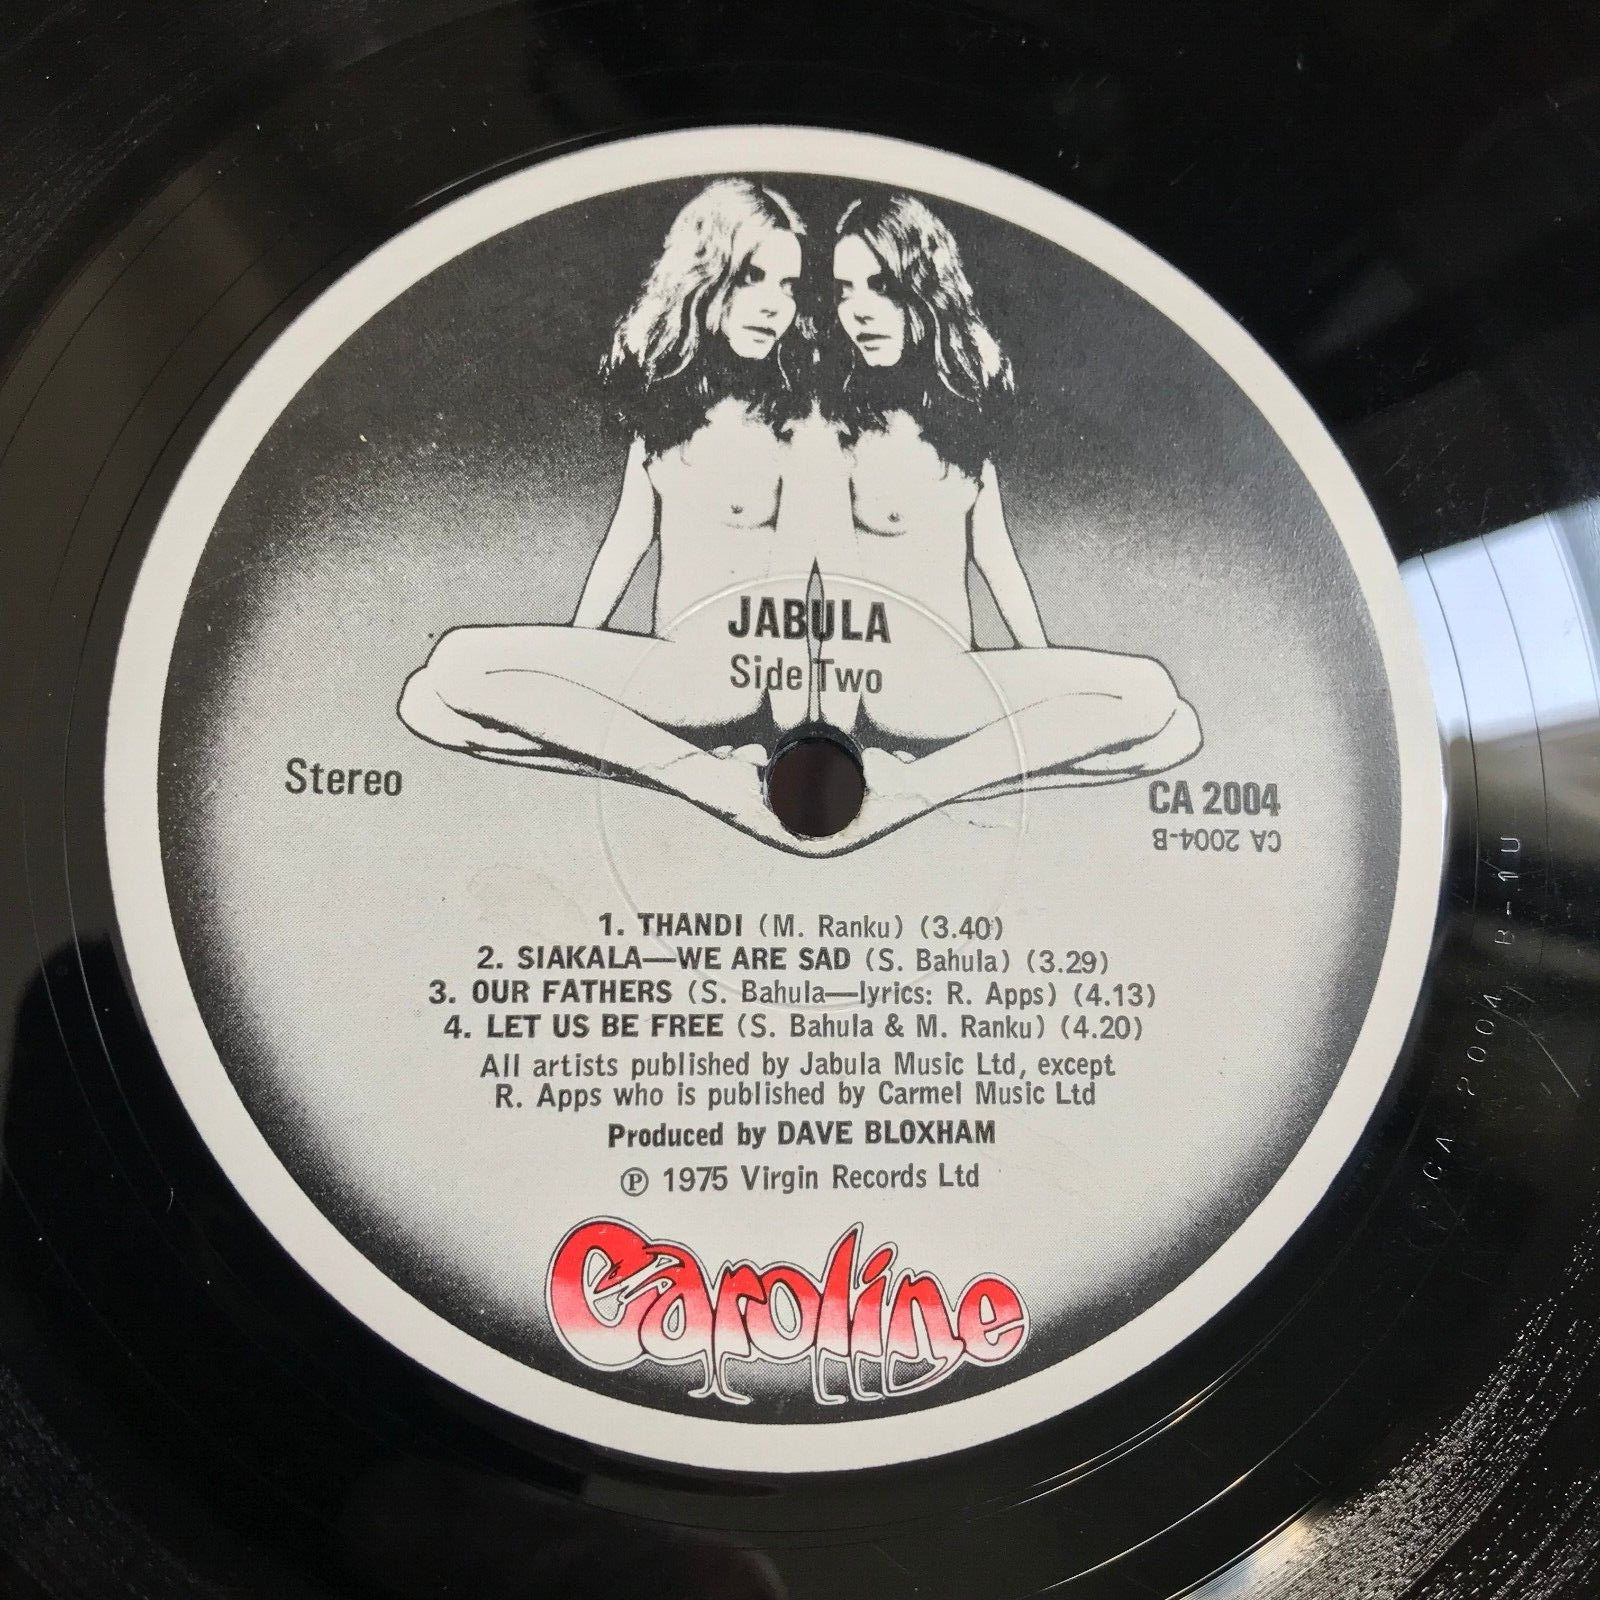 JABULA
Side Two
Stereo
CA 2004
CA 2004-B
1. THANDI (M. Ranku) (3.40)
2. SIAKALA—WE ARE SAD (S. Bahula) (3.29)
3. OUR FATHERS (S. Bahula—lyrics: R. Apps) (4.13)
4. LET US BE FREE (S. Bahula & M. Ranku) (4.20)
All artists published by Jabula Music Ltd, except
R. Apps who is published by Carmel Music Ltd
Produced by DAVE BLOXHAM
℗ 1975 Virgin Records Ltd
Caroline
CA 2004 B-1U